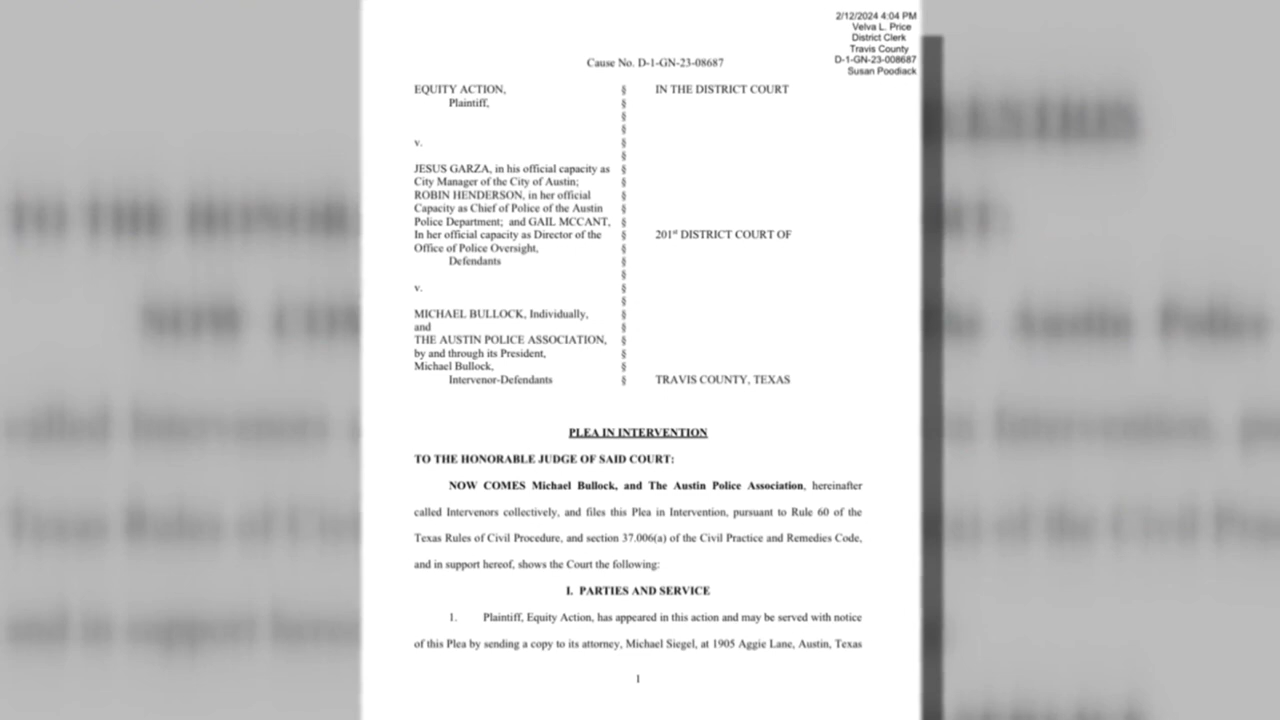 2/12/2024 4:04 PM
Velva L. Price
District Clerk
Travis County
D-1-GN-23-008687
Susan Poodiack
Cause No. D-1-GN-23-08687
EQUITY ACTION, § IN THE DISTRICT COURT
Plaintiff, §
§
§
v. §
§
JESUS GARZA, in his official capacity as §
City Manager of the City of Austin; §
ROBIN HENDERSON, in her official §
Capacity as Chief of Police of the Austin §
Police Department; and GAIL MCCANT, §
In her official capacity as Director of the § 201st DISTRICT COURT OF
Office of Police Oversight, §
Defendants §
§
v. §
§
MICHAEL BULLOCK, Individually, §
and §
THE AUSTIN POLICE ASSOCIATION, §
by and through its President, §
Michael Bullock, §
Intervenor-Defendants § TRAVIS COUNTY, TEXAS
PLEA IN INTERVENTION
TO THE HONORABLE JUDGE OF SAID COURT:
NOW COMES Michael Bullock, and The Austin Police Association, hereinafter
called Intervenors collectively, and files this Plea in Intervention, pursuant to Rule 60 of the
Texas Rules of Civil Procedure, and section 37.006(a) of the Civil Practice and Remedies Code,
and in support hereof, shows the Court the following:
I. PARTIES AND SERVICE
1. Plaintiff, Equity Action, has appeared in this action and may be served with notice
of this Plea by sending a copy to its attorney, Michael Siegel, at 1905 Aggie Lane, Austin, Texas
1